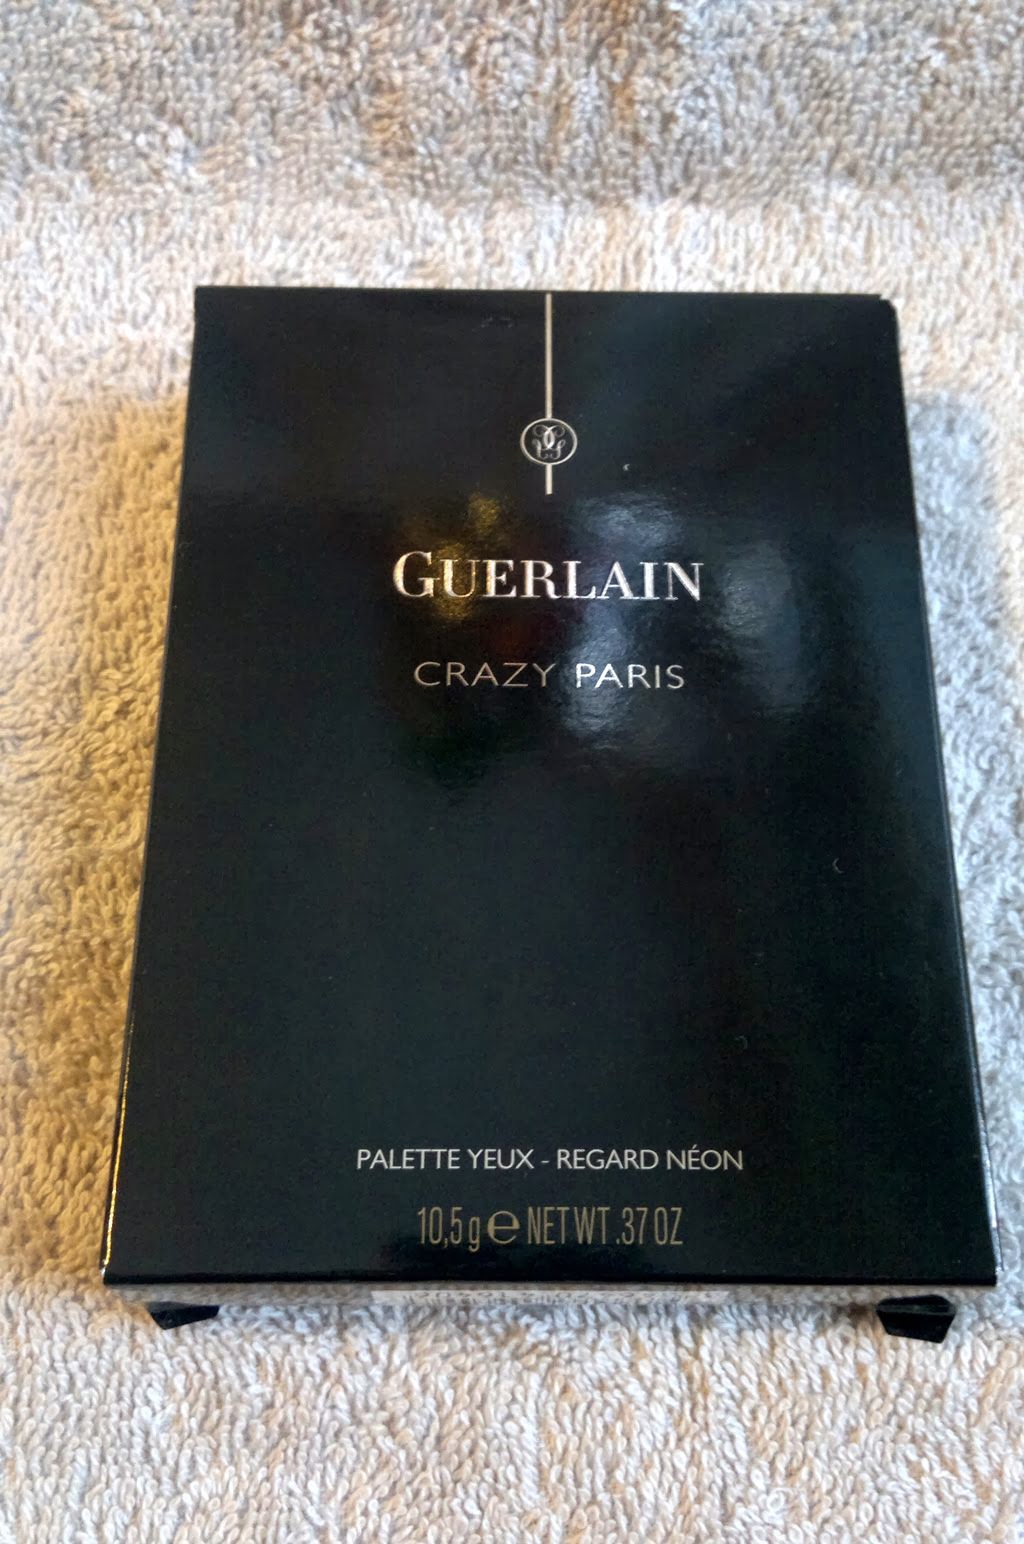 GUERLAIN
CRAZY PARIS
PALETTE YEUX - REGARD NÉON
10,5 g e NET WT .37 OZ